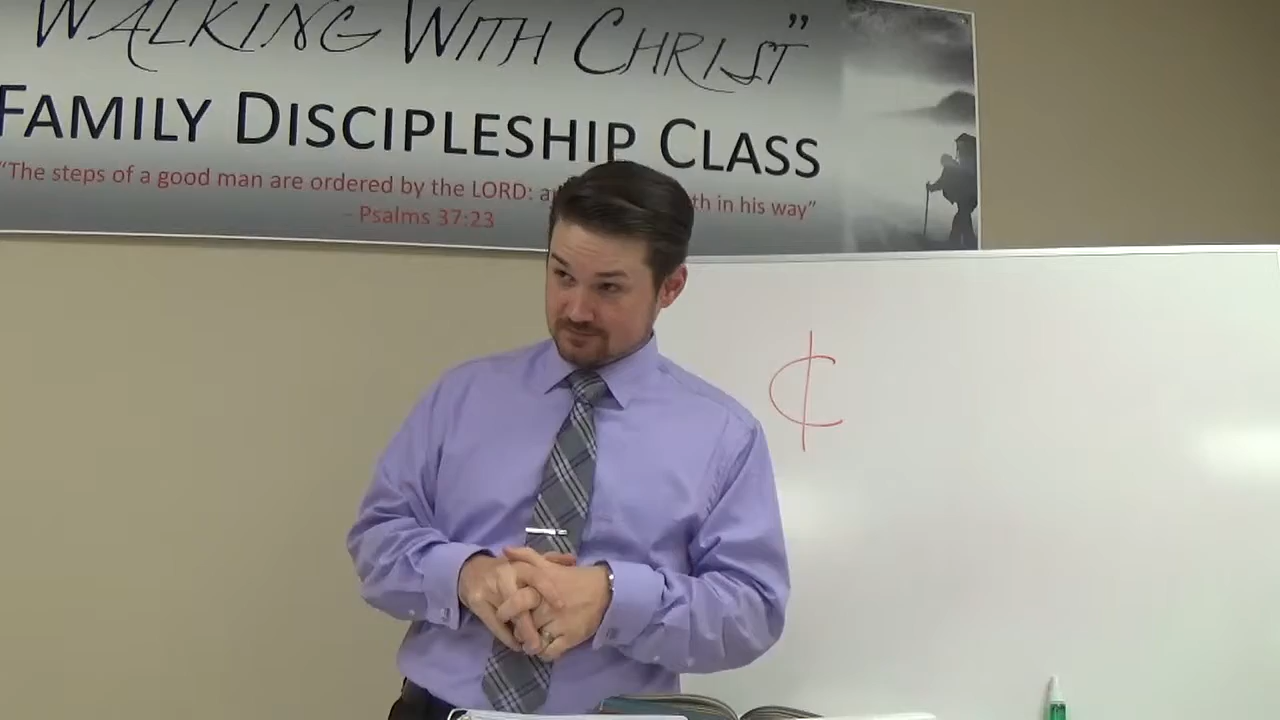 WALKING WITH CHRIST”
FAMILY DISCIPLESHIP CLASS
“The steps of a good man are ordered by the LORD: a th in his way”
- Psalms 37:23
¢